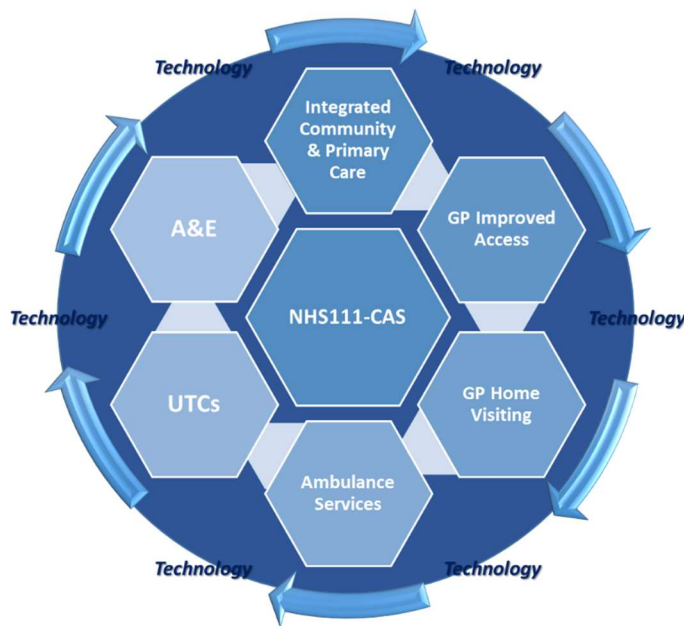 Technology
Technology
Integrated
Community
& Primary
Care
A&E
GP Improved
Access
NHS111-CAS
Technology
Technology
UTCs
GP Home
Visiting
Ambulance
Services
Technology
Technology